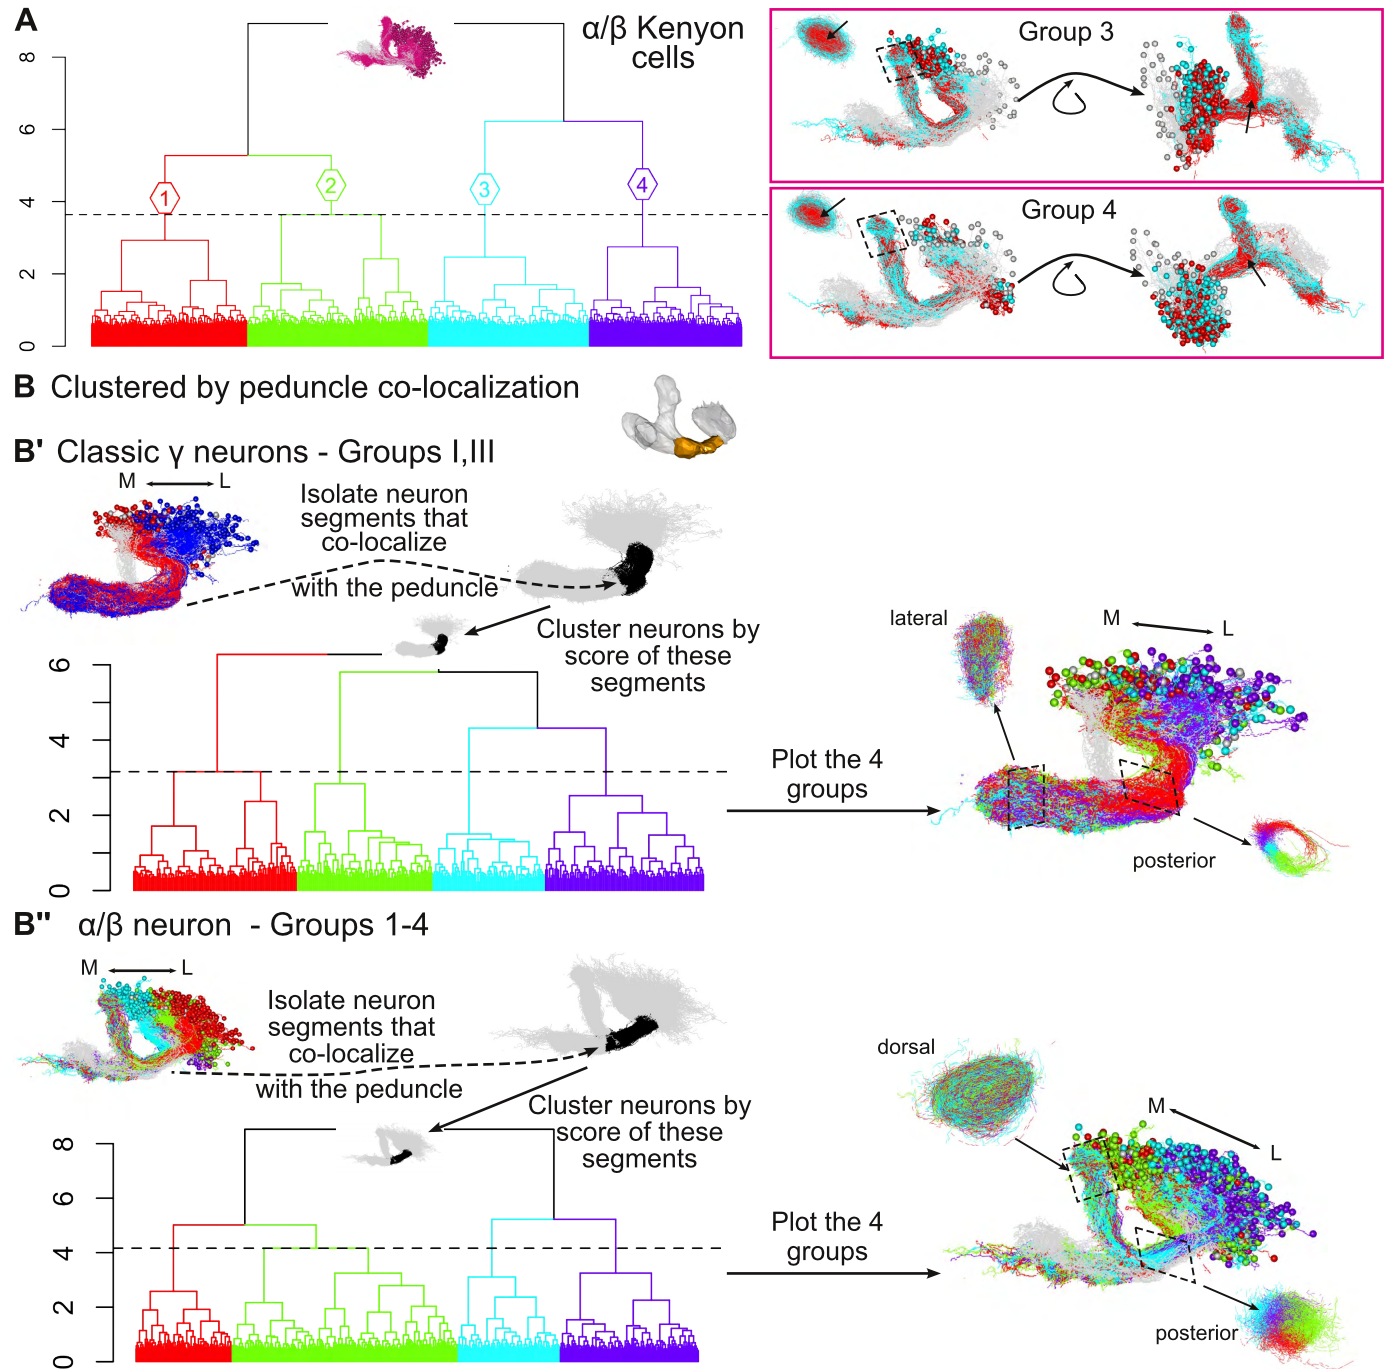 A
α/β Kenyon
cells
8
6
4
2
0
1
2
3
4
Group 3
Group 4
B Clustered by peduncle co-localization
B' Classic γ neurons - Groups I,III
M L
Isolate neuron
segments that
co-localize
with the peduncle
Cluster neurons by
score of these
segments
6
4
2
0
Plot the 4
groups
lateral
M L
posterior
B" α/β neuron - Groups 1-4
M L
Isolate neuron
segments that
co-localize
with the peduncle
Cluster neurons by
score of these
segments
8
6
4
2
0
Plot the 4
groups
dorsal
M
L
posterior